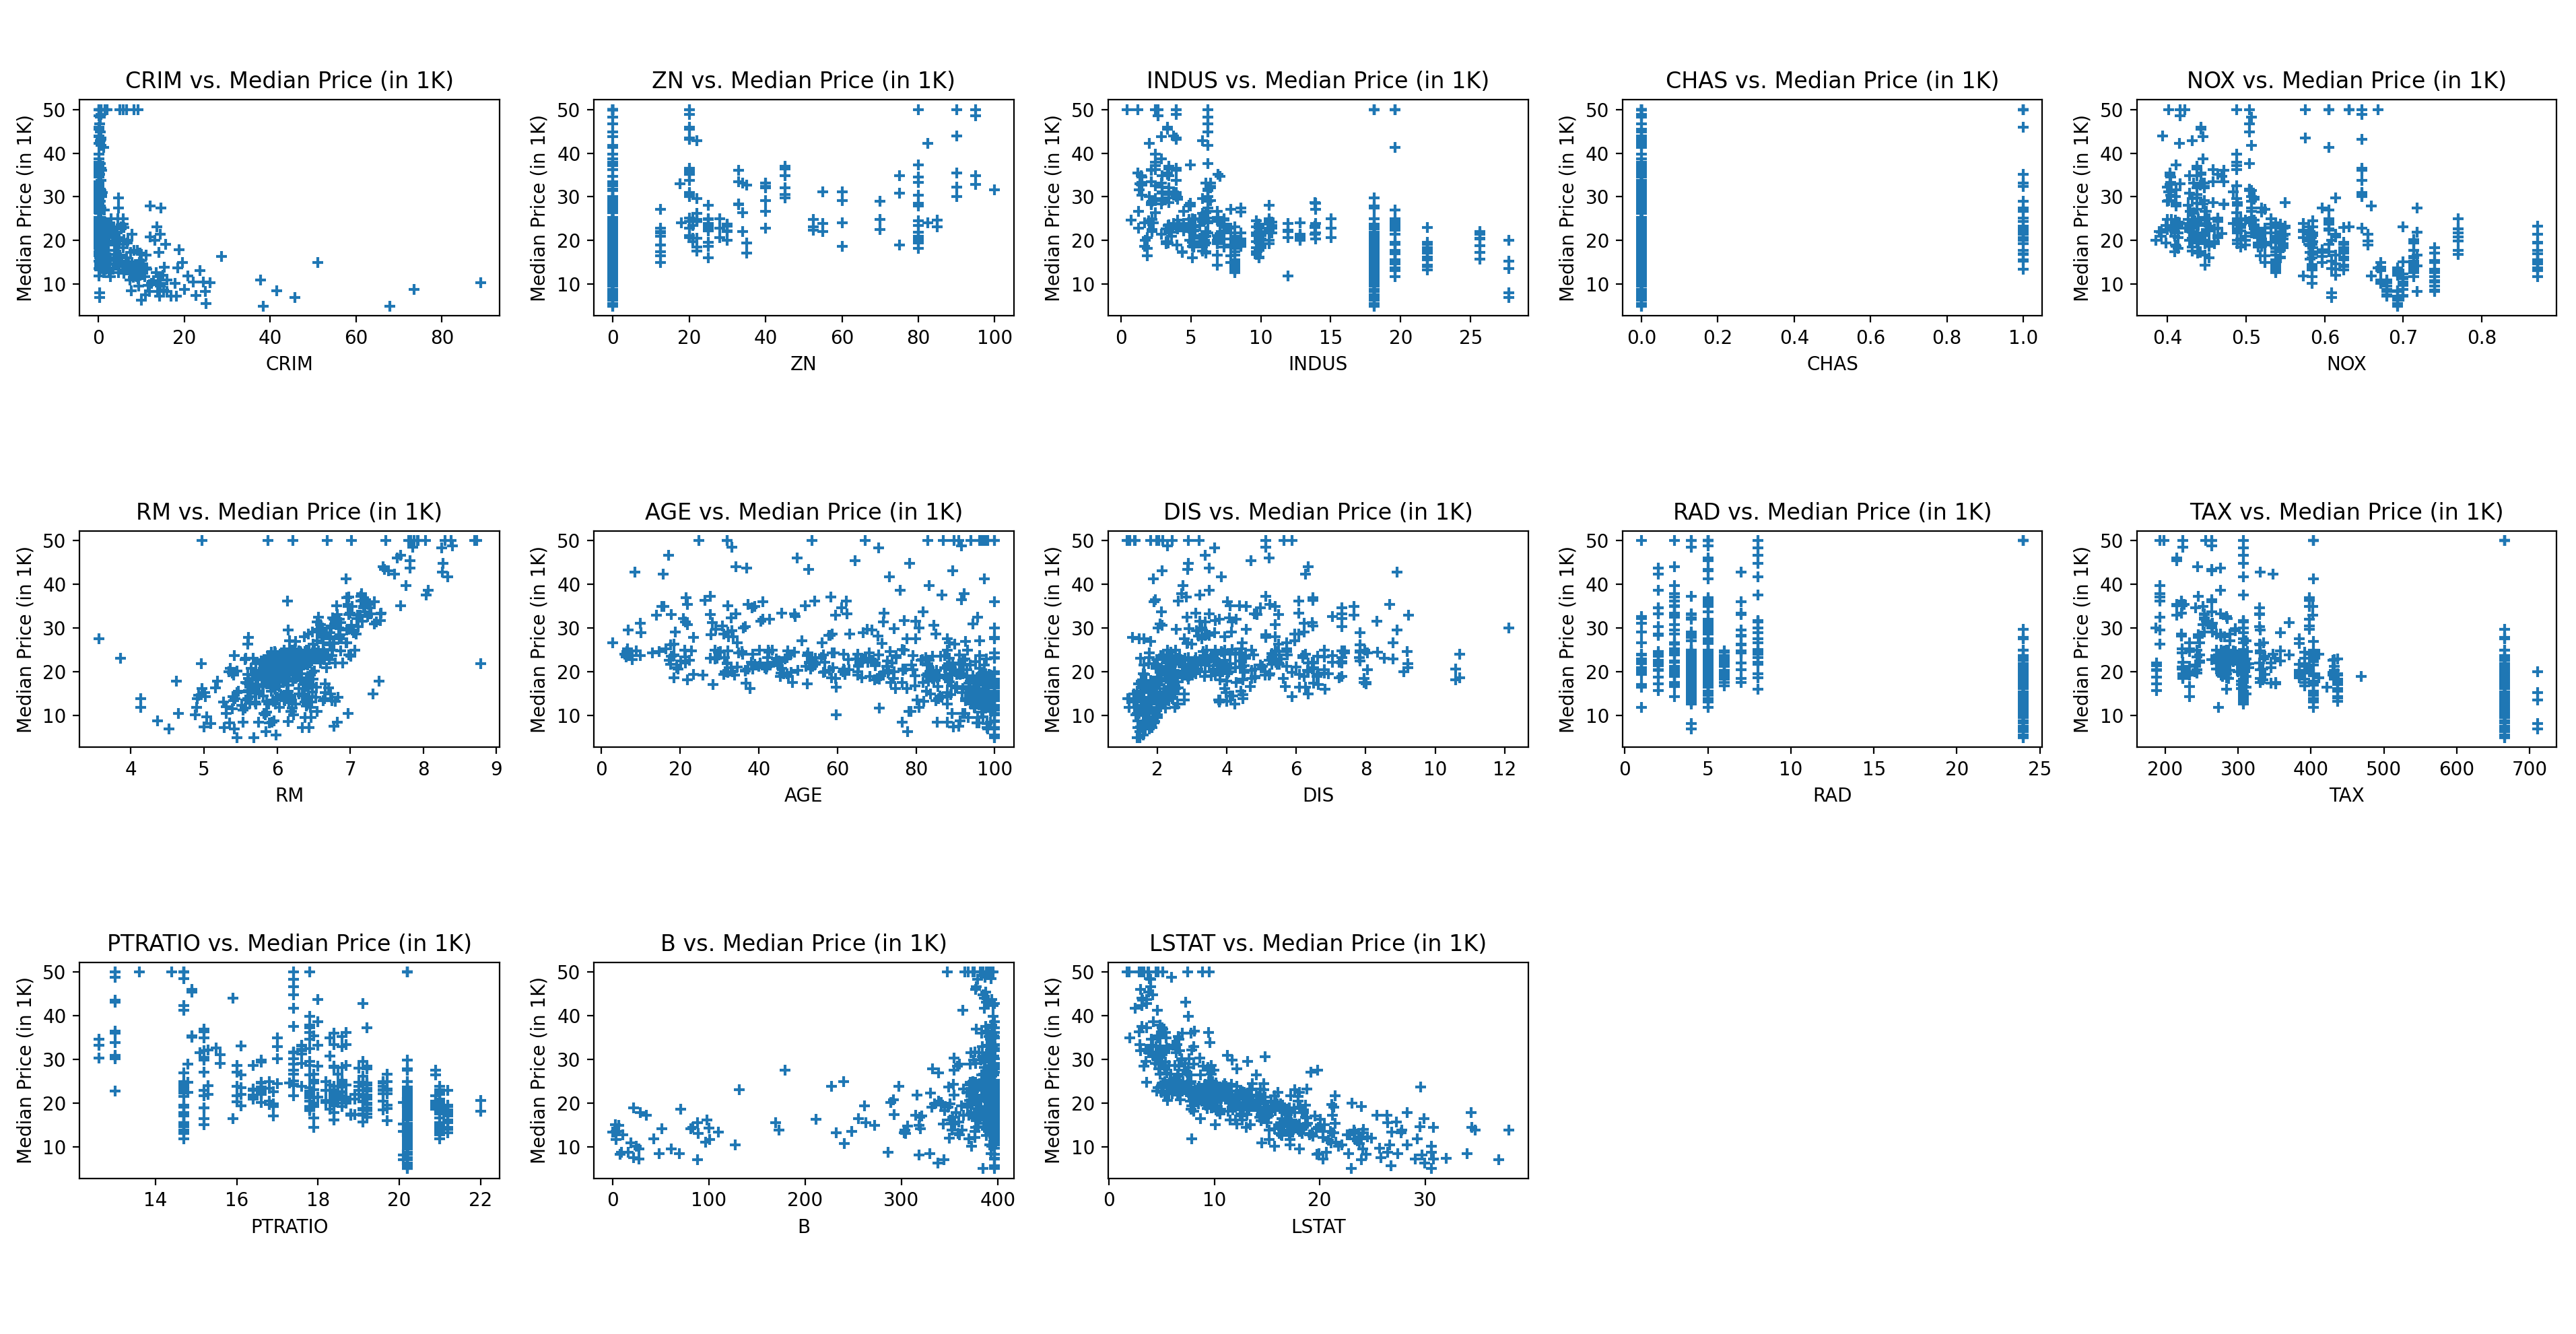 CRIM vs. Median Price (in 1K)
Median Price (in 1K)
50
40
30
20
10
0 20 40 60 80
CRIM
ZN vs. Median Price (in 1K)
Median Price (in 1K)
50
40
30
20
10
0 20 40 60 80 100
ZN
INDUS vs. Median Price (in 1K)
Median Price (in 1K)
50
40
30
20
10
0 5 10 15 20 25
INDUS
CHAS vs. Median Price (in 1K)
Median Price (in 1K)
50
40
30
20
10
0.0 0.2 0.4 0.6 0.8 1.0
CHAS
NOX vs. Median Price (in 1K)
Median Price (in 1K)
50
40
30
20
10
0.4 0.5 0.6 0.7 0.8
NOX
RM vs. Median Price (in 1K)
Median Price (in 1K)
50
40
30
20
10
4 5 6 7 8 9
RM
AGE vs. Median Price (in 1K)
Median Price (in 1K)
50
40
30
20
10
0 20 40 60 80 100
AGE
DIS vs. Median Price (in 1K)
Median Price (in 1K)
50
40
30
20
10
2 4 6 8 10 12
DIS
RAD vs. Median Price (in 1K)
Median Price (in 1K)
50
40
30
20
10
0 5 10 15 20 25
RAD
TAX vs. Median Price (in 1K)
Median Price (in 1K)
50
40
30
20
10
200 300 400 500 600 700
TAX
PTRATIO vs. Median Price (in 1K)
Median Price (in 1K)
50
40
30
20
10
14 16 18 20 22
PTRATIO
B vs. Median Price (in 1K)
Median Price (in 1K)
50
40
30
20
10
0 100 200 300 400
B
LSTAT vs. Median Price (in 1K)
Median Price (in 1K)
50
40
30
20
10
0 10 20 30
LSTAT